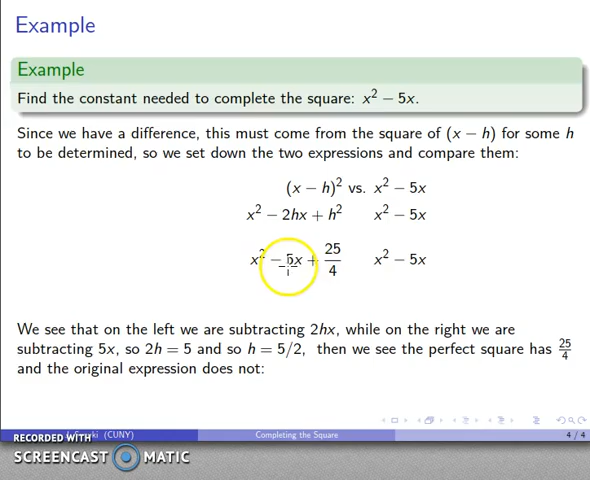 Example
Example
Find the constant needed to complete the square: x² − 5x.
Since we have a difference, this must come from the square of (x − h) for some h
to be determined, so we set down the two expressions and compare them:
(x − h)² vs. x² − 5x
x² − 2hx + h² x² − 5x
x² − 5x + 25/4 x² − 5x
We see that on the left we are subtracting 2hx, while on the right we are
subtracting 5x, so 2h = 5 and so h = 5/2, then we see the perfect square has 25/4
and the original expression does not:
(CUNY) Completing the Square 4 / 4
RECORDED WITH
SCREENCAST MATIC